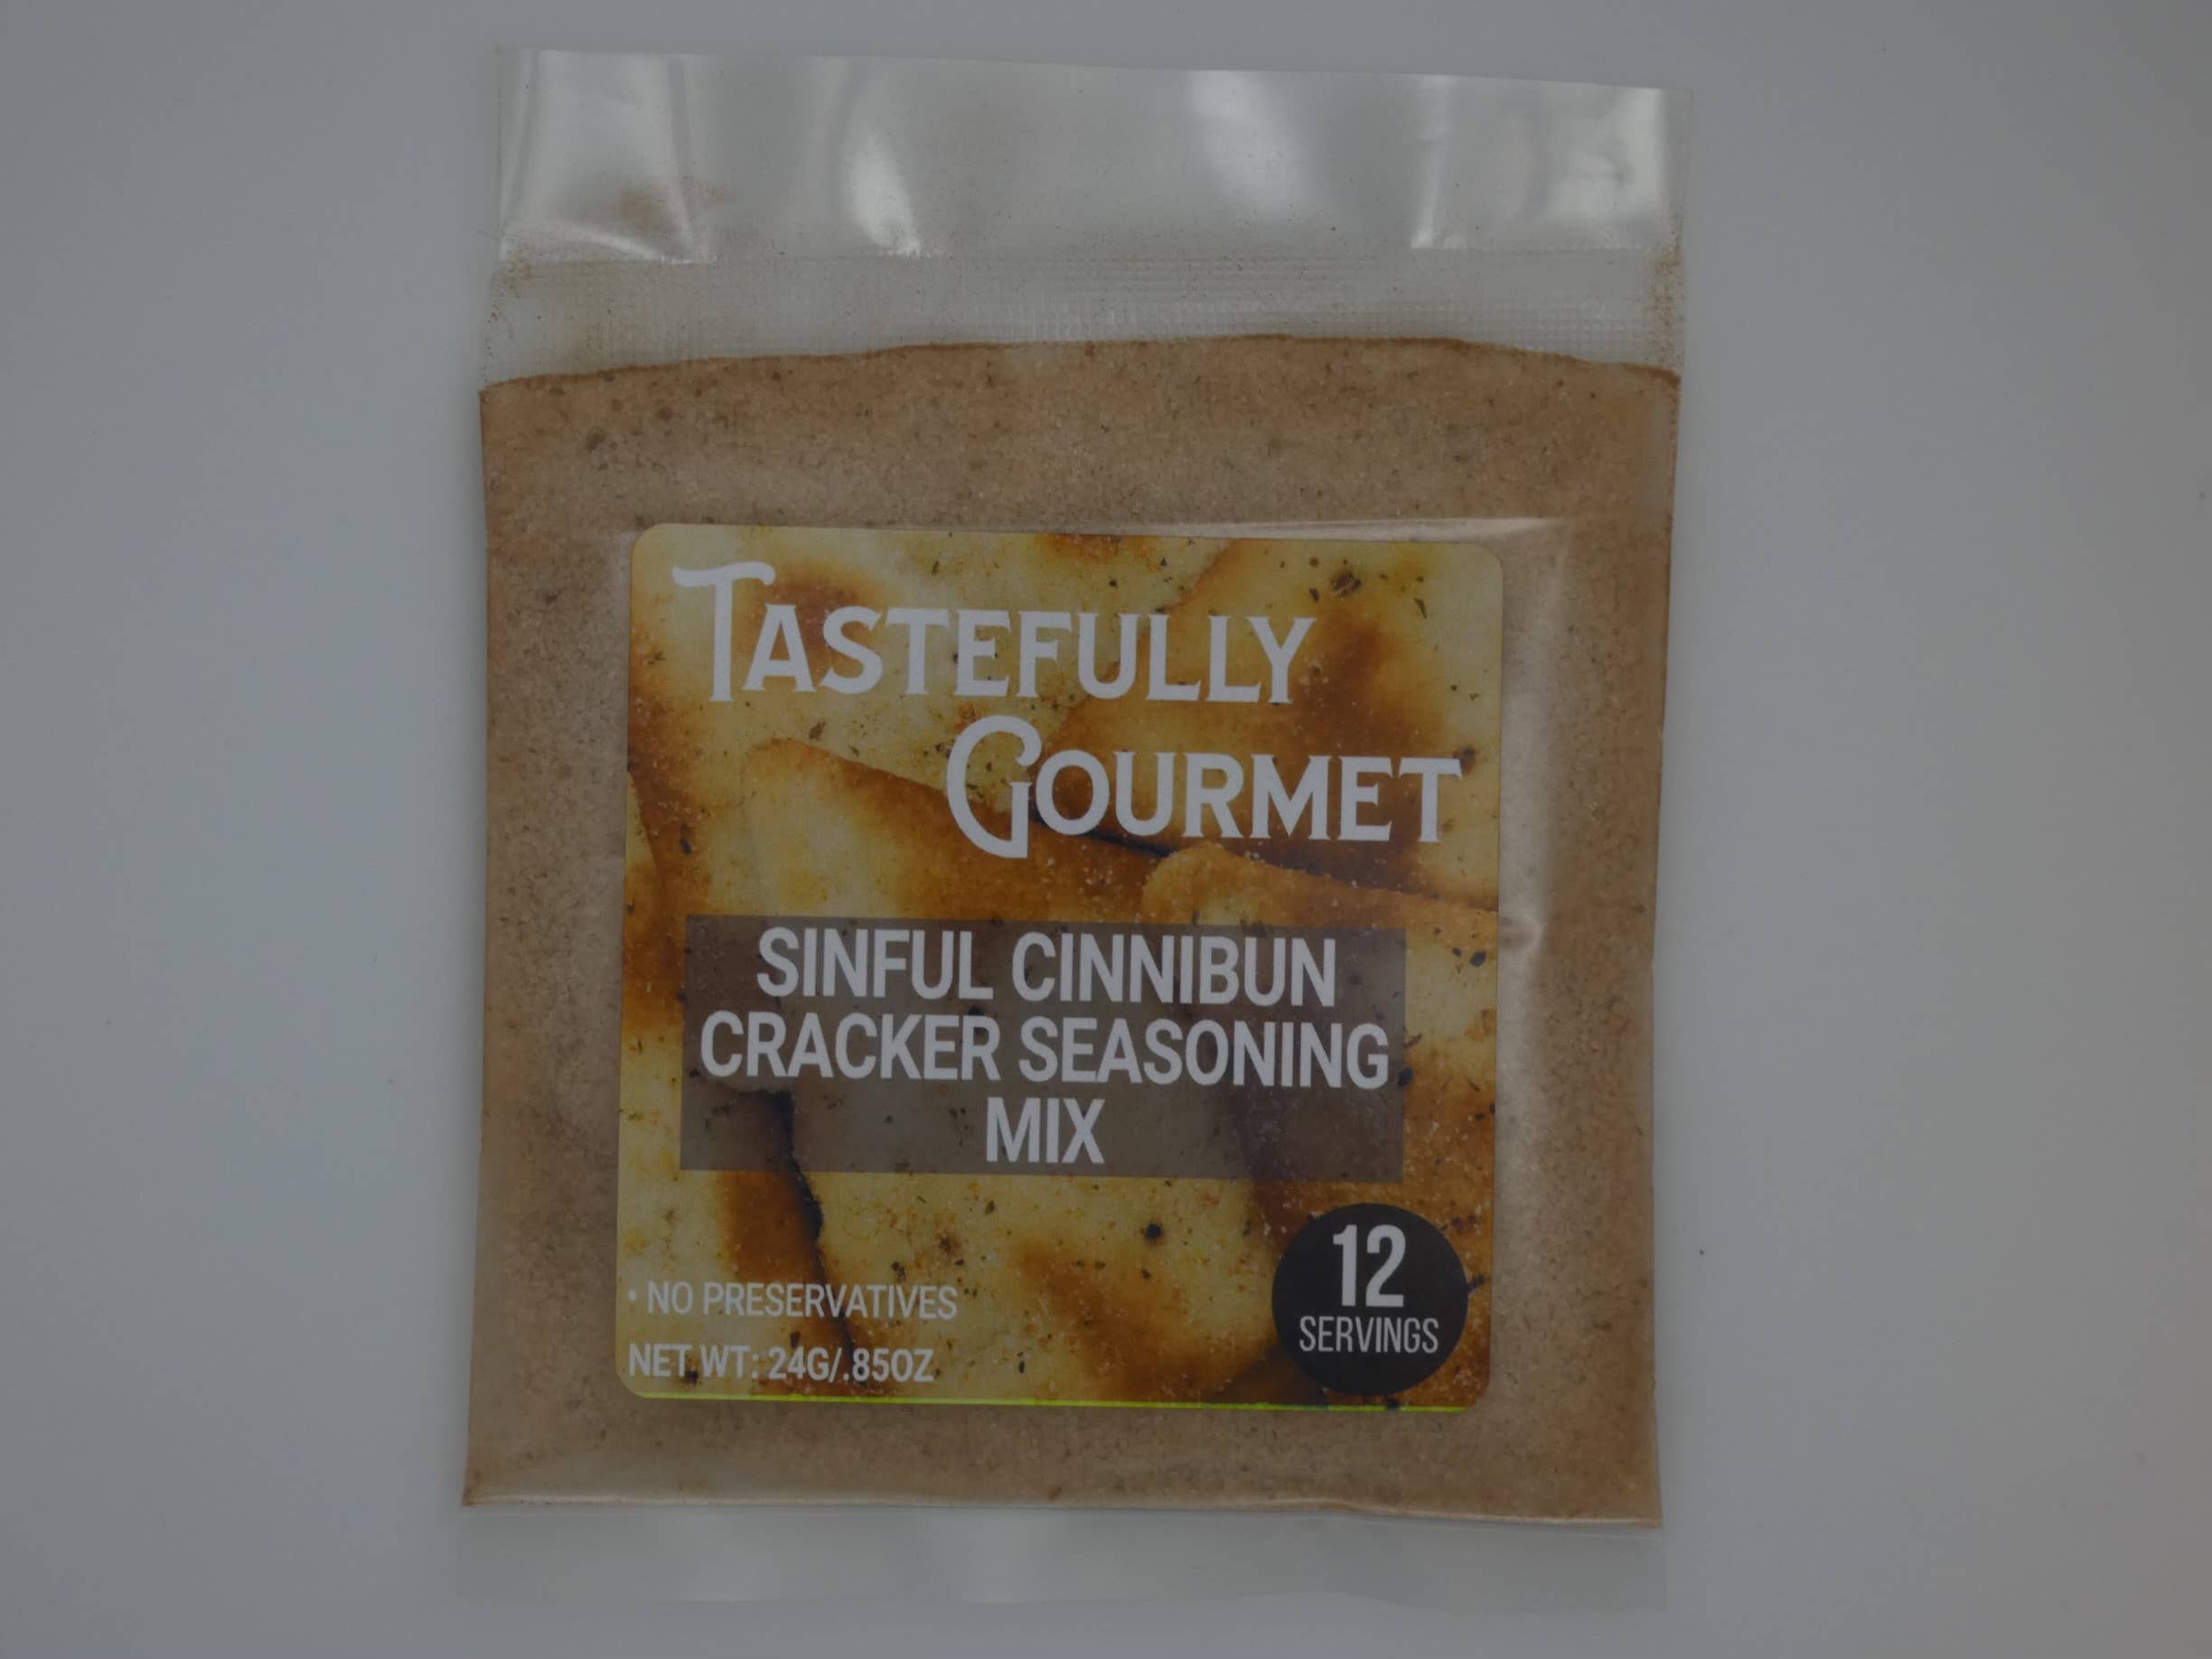 TASTEFULLY
GOURMET
SINFUL CINNIBUN
CRACKER SEASONING
MIX
12
SERVINGS
• NO PRESERVATIVES
NET WT: 24G/.85OZ